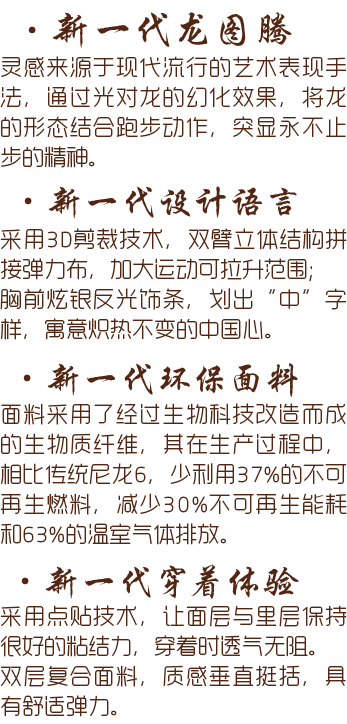 ·新一代龙图腾
灵感来源于现代流行的艺术表现手
法，通过光对龙的幻化效果，将龙
的形态结合跑步动作，突显永不止
步的精神。
·新一代设计语言
采用3D剪裁技术，双臂立体结构拼
接弹力布，加大运动可拉升范围；
胸前炫银反光饰条，划出“中”字
样，寓意炽热不变的中国心。
·新一代环保面料
面料采用了经过生物科技改造而成
的生物质纤维，其在生产过程中，
相比传统尼龙6，少利用37%的不可
再生燃料，减少30%不可再生能耗
和63%的温室气体排放。
·新一代穿着体验
采用点贴技术，让面层与里层保持
很好的粘结力，穿着时透气无阻。
双层复合面料，质感垂直挺括，具
有舒适弹力。